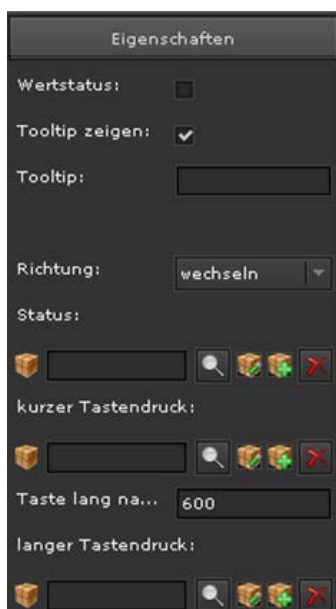 Eigenschaften
Wertstatus:
Tooltip zeigen:
Tooltip:
Richtung: wechseln
Status:
kurzer Tastendruck:
Taste lang na... 600
langer Tastendruck: